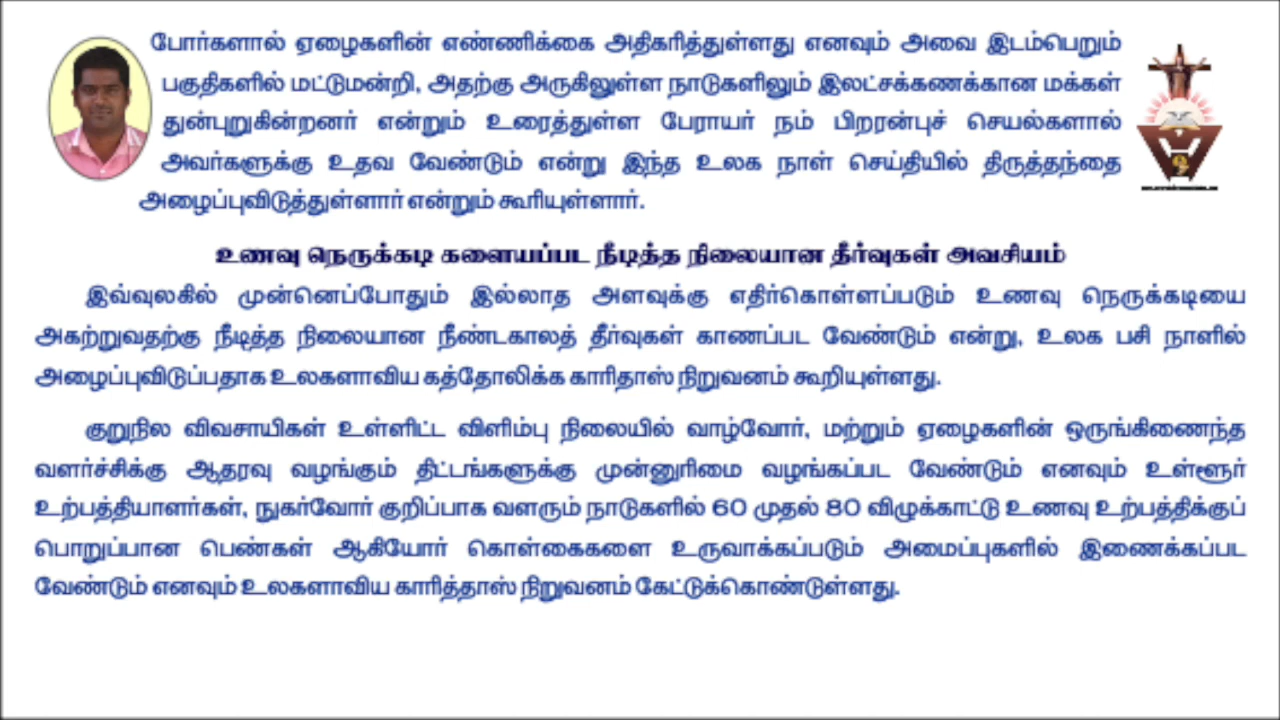 போர்களால் ஏழைகளின் எண்ணிக்கை அதிகரித்துள்ளது எனவும் அவை இடம்பெறும்
பகுதிகளில் மட்டுமன்றி, அதற்கு அருகிலுள்ள நாடுகளிலும் இலட்சக்கணக்கான மக்கள்
துன்புறுகின்றனர் என்றும் உரைத்துள்ள பேராயர் நம் பிறரன்புச் செயல்களால்
அவர்களுக்கு உதவ வேண்டும் என்று இந்த உலக நாள் செய்தியில் திருத்தந்தை
அழைப்புவிடுத்துள்ளார் என்றும் கூரியுள்ளார்.
உணவு நெருக்கடி களையப்பட நீடித்த நிலையான தீர்வுகள் அவசியம்
இவ்வுலகில் முன்னெப்போதும் இல்லாத அளவுக்கு எதிர்கொள்ளப்படும் உணவு நெருக்கடியை
அகற்றுவதற்கு நீடித்த நிலையான நீண்டகாலத் தீர்வுகள் காணப்பட வேண்டும் என்று, உலக பசி நாளில்
அழைப்புவிடுப்பதாக உலகளாவிய கத்தோலிக்க காரிதாஸ் நிறுவனம் கூறியுள்ளது.
குறுநில விவசாயிகள் உள்ளிட்ட விளிம்பு நிலையில் வாழ்வோர், மற்றும் ஏழைகளின் ஒருங்கிணைந்த
வளர்ச்சிக்கு ஆதரவு வழங்கும் திட்டங்களுக்கு முன்னுரிமை வழங்கப்பட வேண்டும் எனவும் உள்ளூர்
உற்பத்தியாளர்கள், நுகர்வோர் குறிப்பாக வளரும் நாடுகளில் 60 முதல் 80 விழுக்காட்டு உணவு உற்பத்திக்குப்
பொறுப்பான பெண்கள் ஆகியோர் கொள்கைகளை உருவாக்கப்படும் அமைப்புகளில் இணைக்கப்பட
வேண்டும் எனவும் உலகளாவிய காரித்தாஸ் நிறுவனம் கேட்டுக்கொண்டுள்ளது.